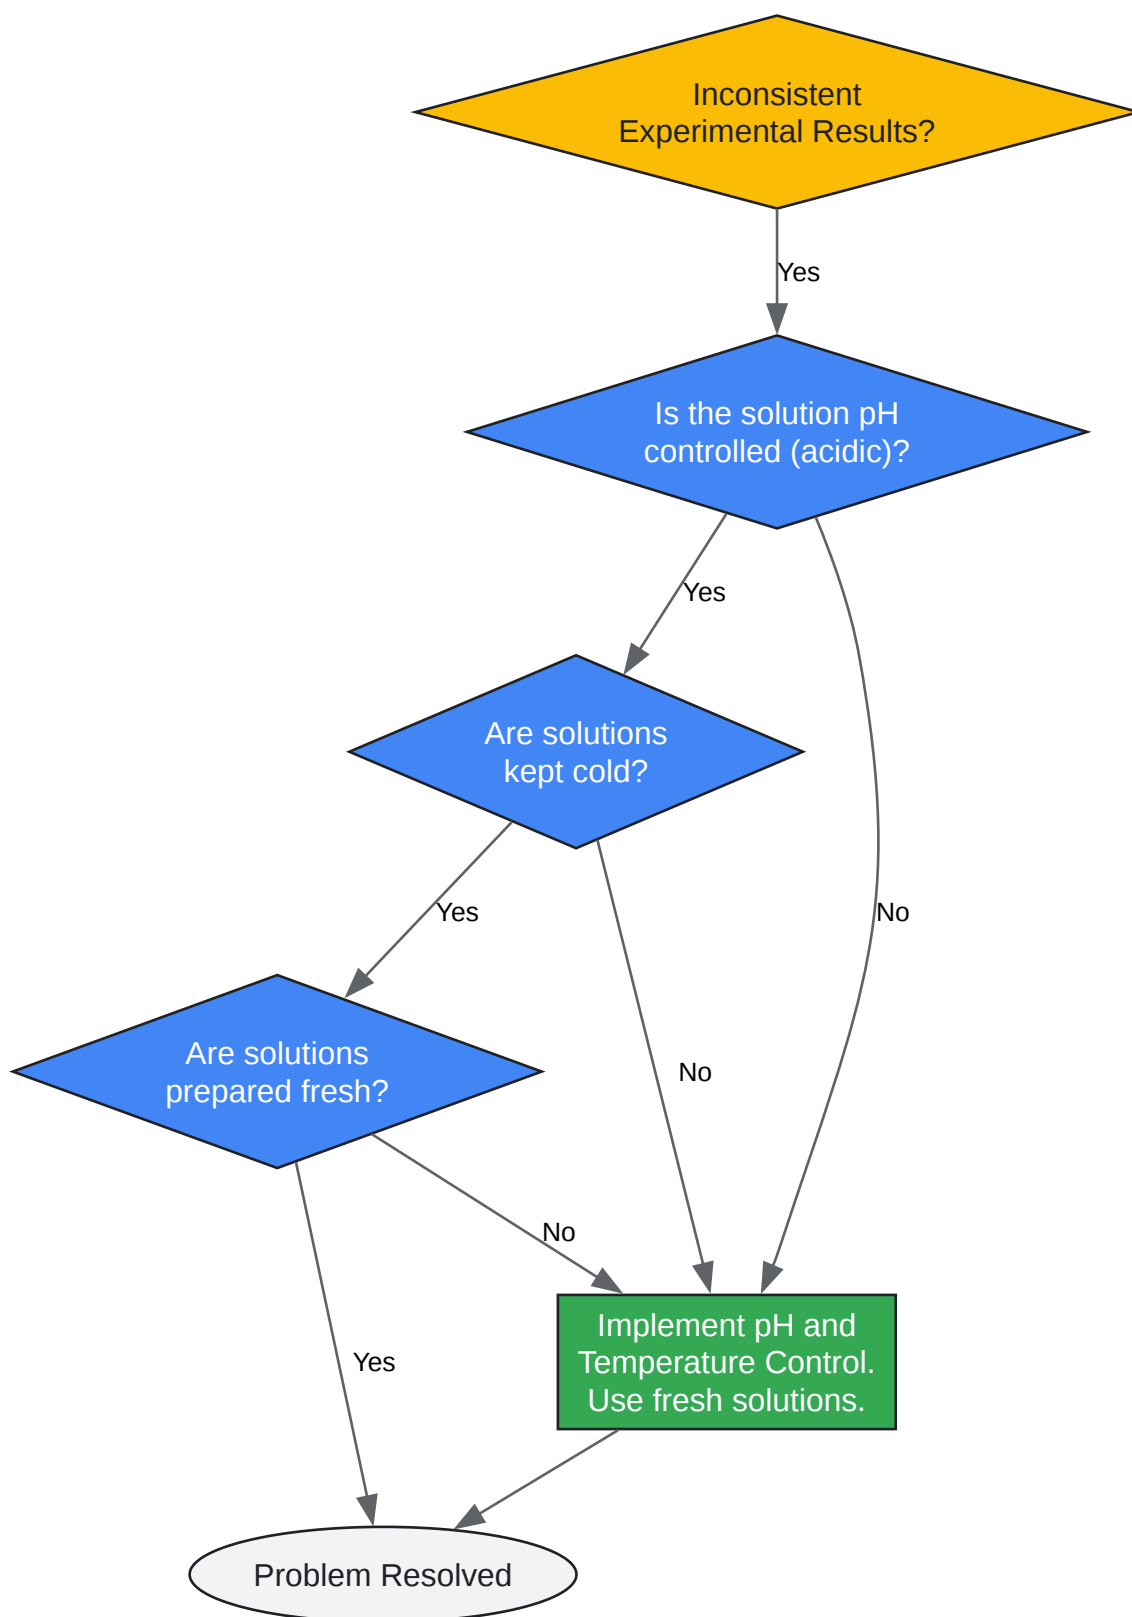 Inconsistent
Experimental Results?
Yes
Is the solution pH
controlled (acidic)?
Yes
Are solutions
kept cold?
Yes
No
Are solutions
prepared fresh?
No
No
Implement pH and
Temperature Control.
Use fresh solutions.
Yes
Problem Resolved